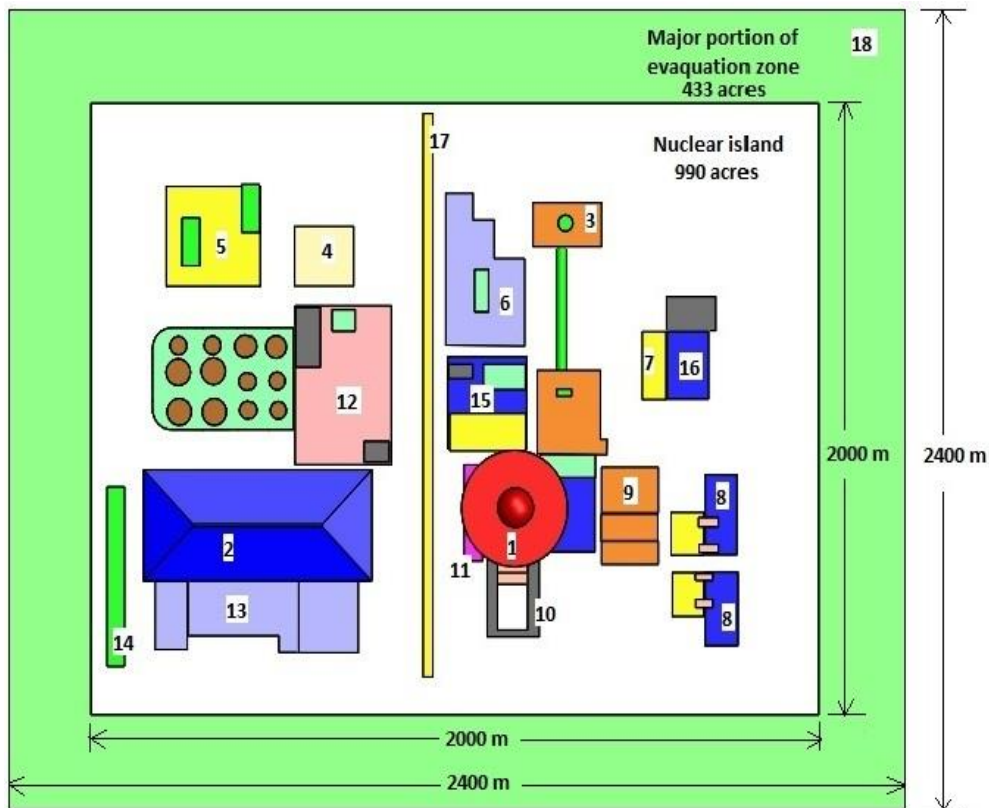 Major portion of
evaquation zone
433 acres
18
17
Nuclear island
990 acres
3
5
4
6
7
16
12
15
2000 m
2400 m
9
8
2
1
11
13
10
8
14
2000 m
2400 m